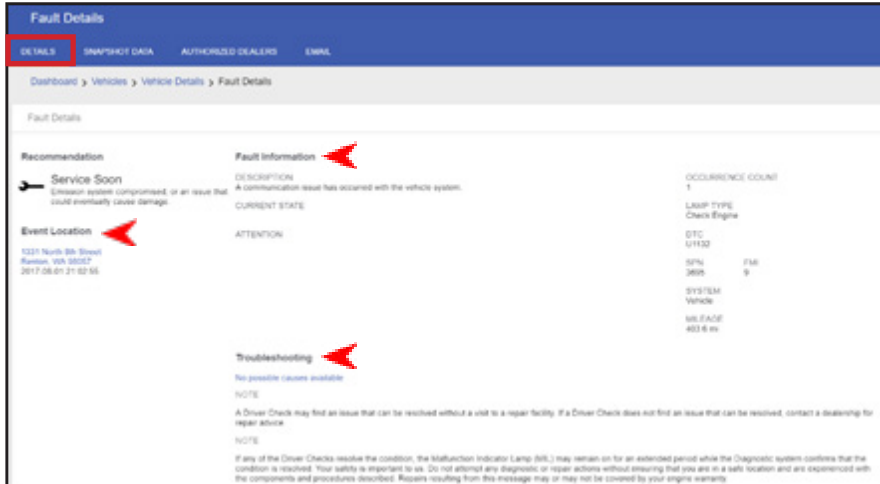 Fault Details
DETAILS SNAPSHOT DATA AUTHORIZED DEALERS EMAIL
Dashboard > Vehicles > Vehicle Details > Fault Details
Fault Details
Recommendation
Service Soon
Emission system compromised, or an issue that
could eventually cause damage.
Event Location
1331 North 8th Street
Renton, WA 98057
2017.06.01 21:02:55
Fault Information
DESCRIPTION
A communication issue has occurred with the vehicle system.
CURRENT STATE
ATTENTION
OCCURRENCE COUNT
1
LAMP TYPE
Check Engine
DTC
U1132
SPN FMI
3695 9
SYSTEM
Vehicle
MILEAGE
403.6 mi
Troubleshooting
No possible causes available
NOTE
A Driver Check may find an issue that can be resolved without a visit to a repair facility. If a Driver Check does not find an issue that can be resolved, contact a dealership for
repair advice
NOTE
If any of the Driver Checks resolve the condition, the Malfunction Indicator Lamp (MIL) may remain on for an extended period while the Diagnostic system confirms that the
condition is resolved. Your safety is important to us. Do not attempt any diagnostic or repair actions without ensuring that you are in a safe location and are experienced with
the components and procedures described. Repairs resulting from this message may or may not be covered by your engine warranty.